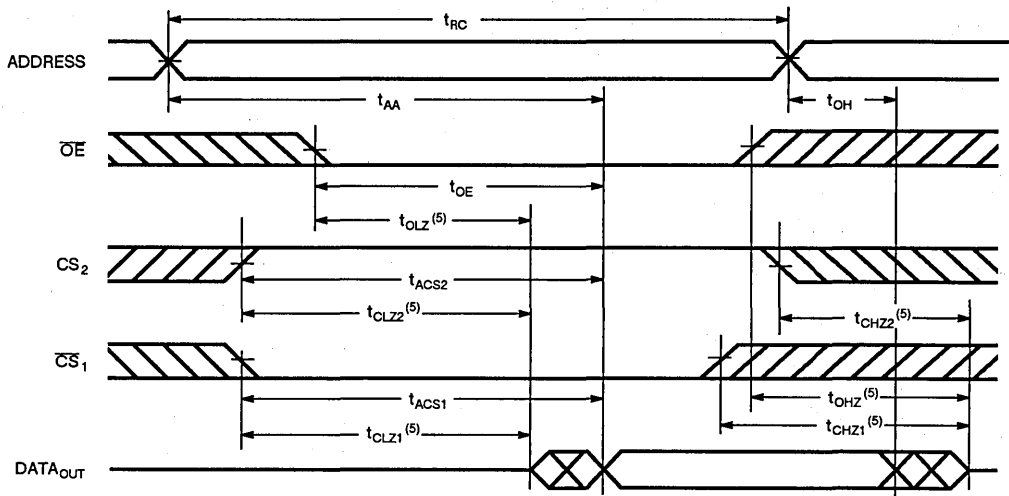 tRC
ADDRESS
tAA
tOH
OE
tOE
tOLZ(5)
CS2
tACS2
tCLZ2(5)
tCHZ2(5)
CS1
tACS1
tOHZ(5)
tCLZ1(5)
tCHZ1(5)
DATAOUT